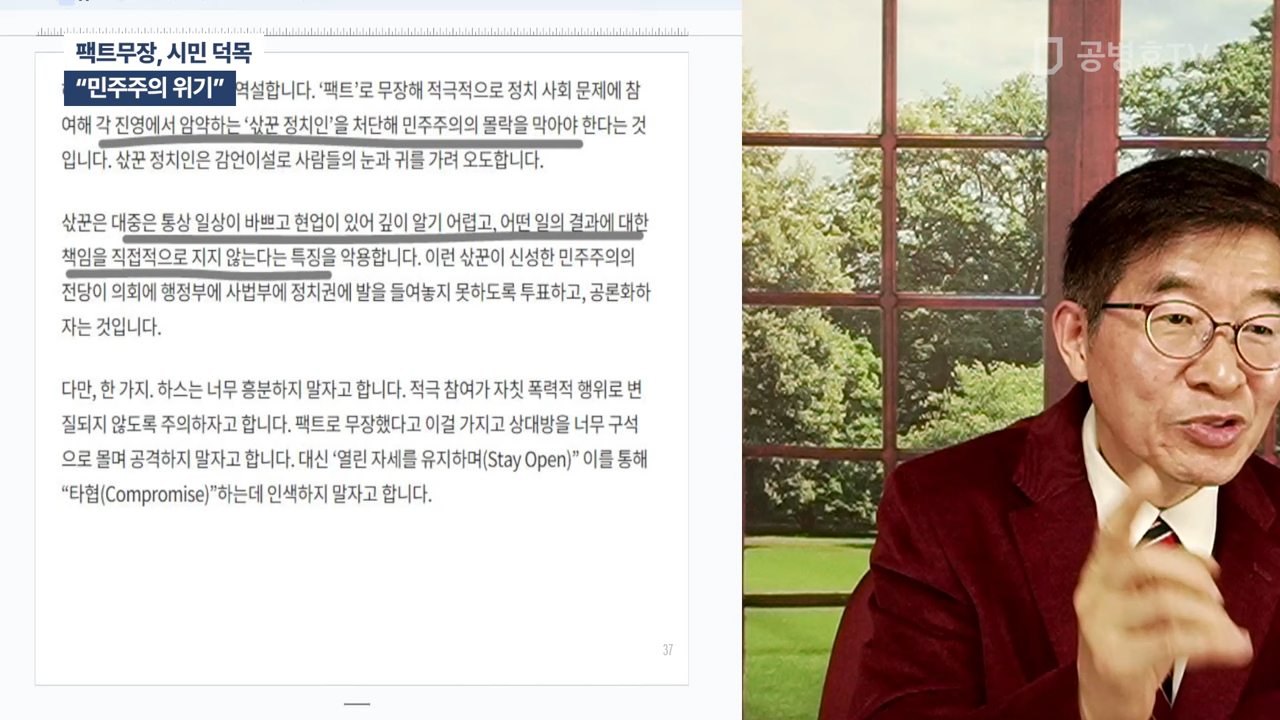 팩트무장, 시민 덕목
“민주주의 위기”
공병호TV
역설합니다. ‘팩트’로 무장해 적극적으로 정치 사회 문제에 참
여해 각 진영에서 암약하는 ‘삯꾼 정치인’을 처단해 민주주의의 몰락을 막아야 한다는 것
입니다. 삯꾼 정치인은 감언이설로 사람들의 눈과 귀를 가려 오도합니다.
삯꾼은 대중은 통상 일상이 바쁘고 현업이 있어 깊이 알기 어렵고, 어떤 일의 결과에 대한
책임을 직접적으로 지지 않는다는 특징을 악용합니다. 이런 삯꾼이 신성한 민주주의의
전당이 의회에 행정부에 사법부에 정치권에 발을 들여놓지 못하도록 투표하고, 공론화하
자는 것입니다.
다만, 한 가지. 하스는 너무 흥분하지 말자고 합니다. 적극 참여가 자칫 폭력적 행위로 변
질되지 않도록 주의하자고 합니다. 팩트로 무장했다고 이걸 가지고 상대방을 너무 구석
으로 몰며 공격하지 말자고 합니다. 대신 ‘열린 자세를 유지하며(Stay Open)” 이를 통해
“타협(Compromise)”하는데 인색하지 말자고 합니다.
37